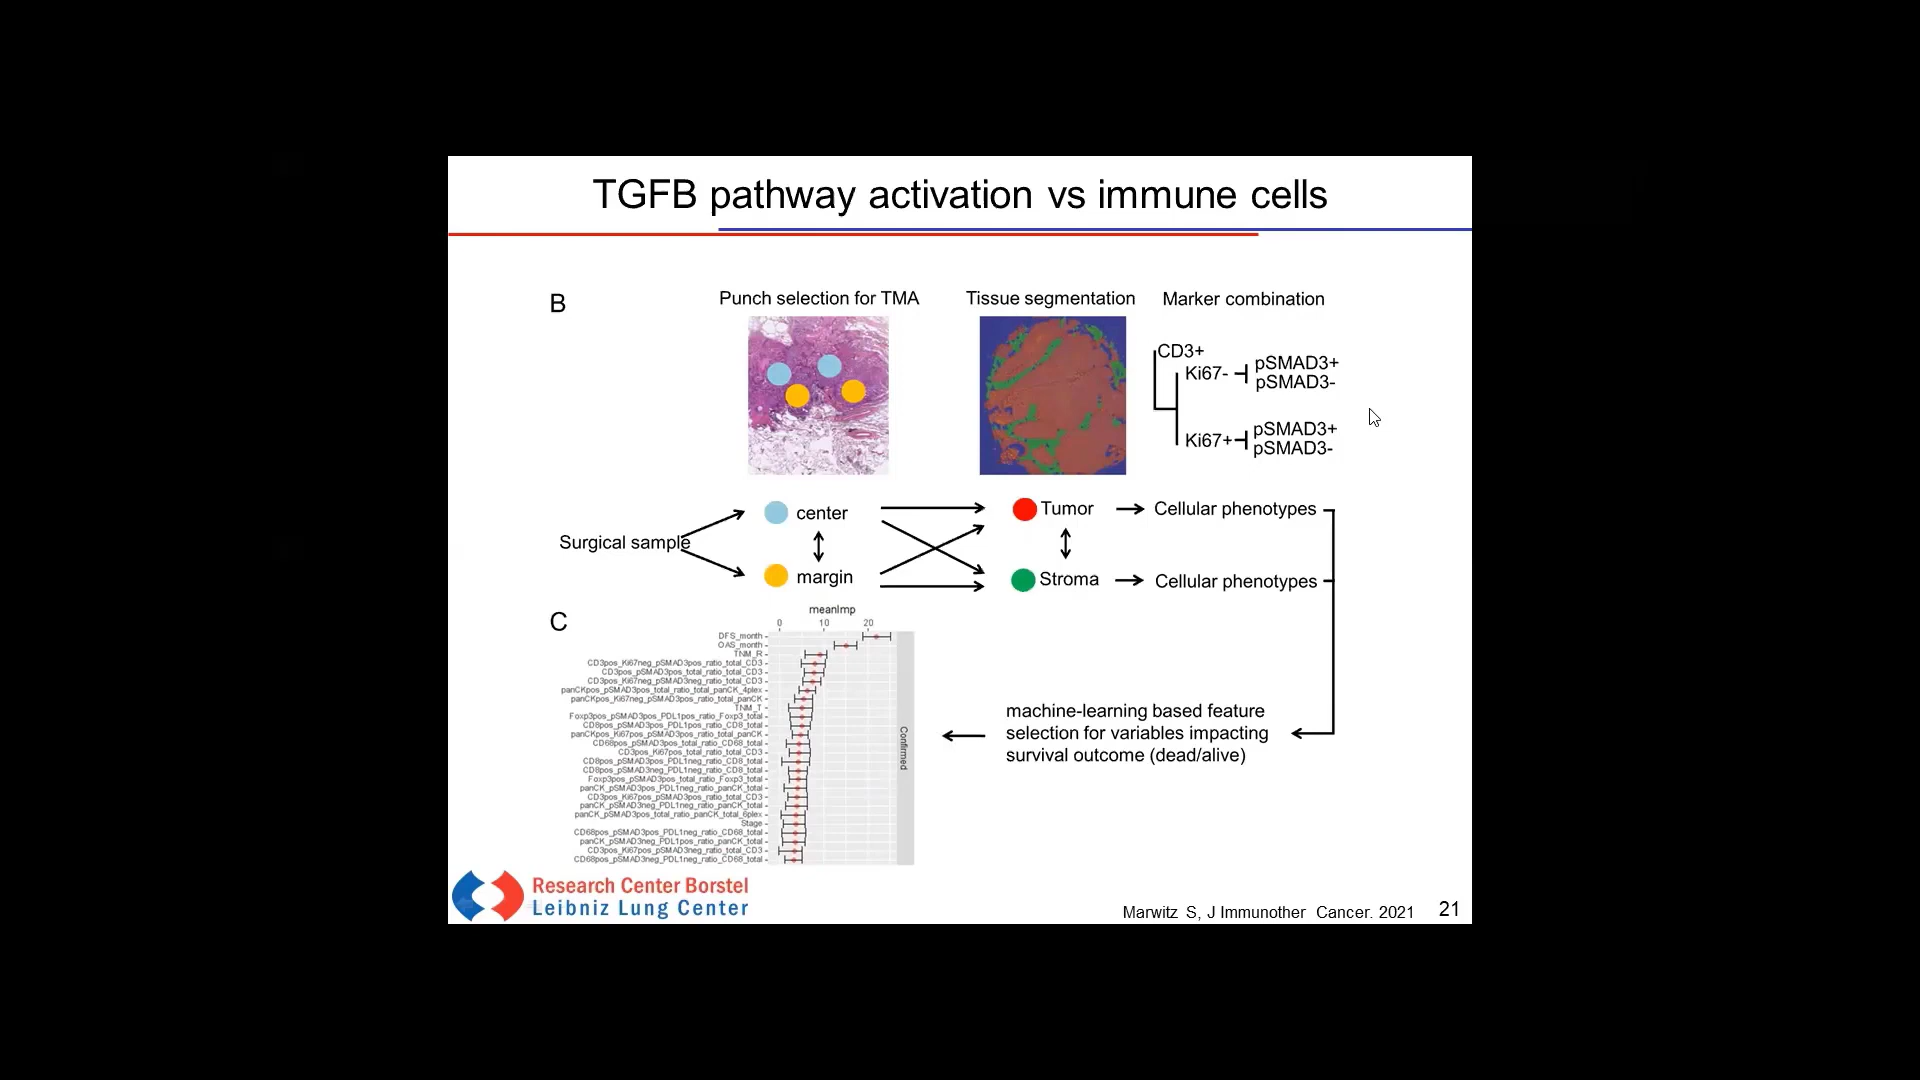 TGFB pathway activation vs immune cells
B
Punch selection for TMA
Tissue segmentation
Marker combination
CD3+
Ki67-
pSMAD3+
pSMAD3-
Ki67+
pSMAD3+
pSMAD3-
Surgical sample
center
margin
Tumor
Stroma
Cellular phenotypes
Cellular phenotypes
machine-learning based feature
selection for variables impacting
survival outcome (dead/alive)
C
meanImp
0 10 20
DFS_month
OAS_month
TNM_R
CD3pos_Ki67neg_pSMAD3pos_ratio_total_CD3
CD3pos_pSMAD3pos_total_ratio_total_CD3
CD3pos_Ki67neg_pSMAD3neg_ratio_total_CD3
panCKpos_pSMAD3pos_total_ratio_total_panCK_4plex
panCKpos_Ki67neg_pSMAD3pos_ratio_total_panCK
TNM_T
Foxp3pos_pSMAD3pos_PDL1pos_ratio_Foxp3_total
CD8pos_pSMAD3pos_PDL1pos_ratio_CD8_total
panCKpos_Ki67pos_pSMAD3pos_ratio_total_panCK
CD68pos_pSMAD3pos_total_ratio_CD68_total
CD3pos_Ki67pos_total_ratio_total_CD3
CD8pos_pSMAD3pos_PDL1neg_ratio_CD8_total
CD8pos_pSMAD3neg_PDL1neg_ratio_CD8_total
Foxp3pos_pSMAD3pos_total_ratio_Foxp3_total
panCK_pSMAD3pos_PDL1neg_ratio_panCK_total
CD3pos_Ki67pos_pSMAD3pos_ratio_total_CD3
panCK_pSMAD3neg_PDL1neg_ratio_panCK_total
panCK_pSMAD3pos_total_ratio_panCK_total_6plex
Stage
CD68pos_pSMAD3pos_PDL1neg_ratio_CD68_total
panCK_pSMAD3neg_PDL1pos_ratio_panCK_total
CD3pos_Ki67pos_pSMAD3neg_ratio_total_CD3
CD68pos_pSMAD3neg_PDL1neg_ratio_CD68_total
Confirmed
Research Center Borstel
Leibniz Lung Center
Marwitz S, J Immunother Cancer. 2021
21